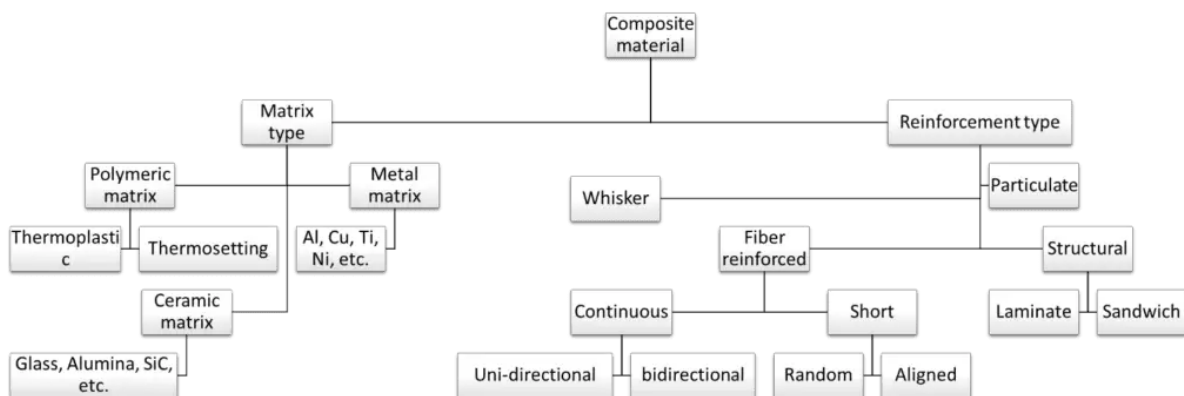 Composite
material
Matrix
type
Reinforcement type
Polymeric
matrix
Metal
matrix
Particulate
Whisker
Thermoplasti
c
Thermosetting
Al, Cu, Ti,
Ni, etc.
Fiber
reinforced
Structural
Ceramic
matrix
Continuous
Short
Laminate
Sandwich
Glass, Alumina, SiC,
etc.
Uni-directional
bidirectional
Random
Aligned